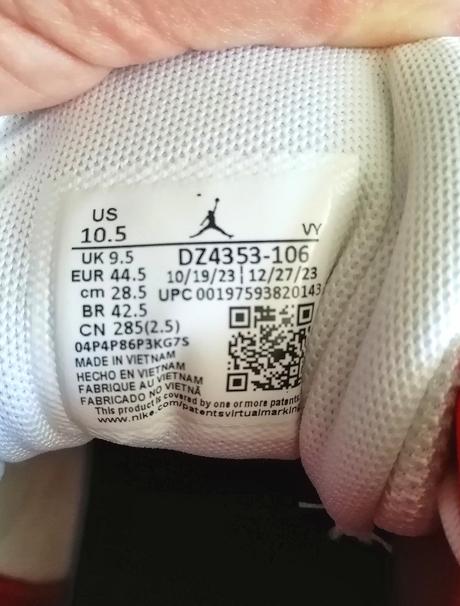 US
10.5 VY
UK 9.5 DZ4353-106
EUR 44.5 10/19/23 | 12/27/23
cm 28.5 UPC 00197593820143
BR 42.5
CN 285(2.5)
04P4P86P3KG7S
MADE IN VIETNAM
HECHO EN VIETNAM
FABRIQUE AU VIETNAM
FABRICADO NO VIETNÃ
This product is covered by one or more patents
www.nike.com/patentsvirtualmarkin